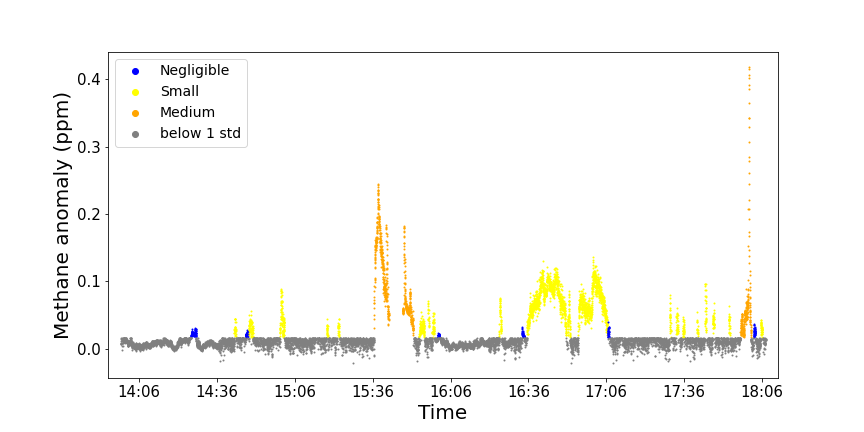 Negligible
Small
Medium
below 1 std
Methane anomaly (ppm)
0.4
0.3
0.2
0.1
0.0
14:06 14:36 15:06 15:36 16:06 16:36 17:06 17:36 18:06
Time